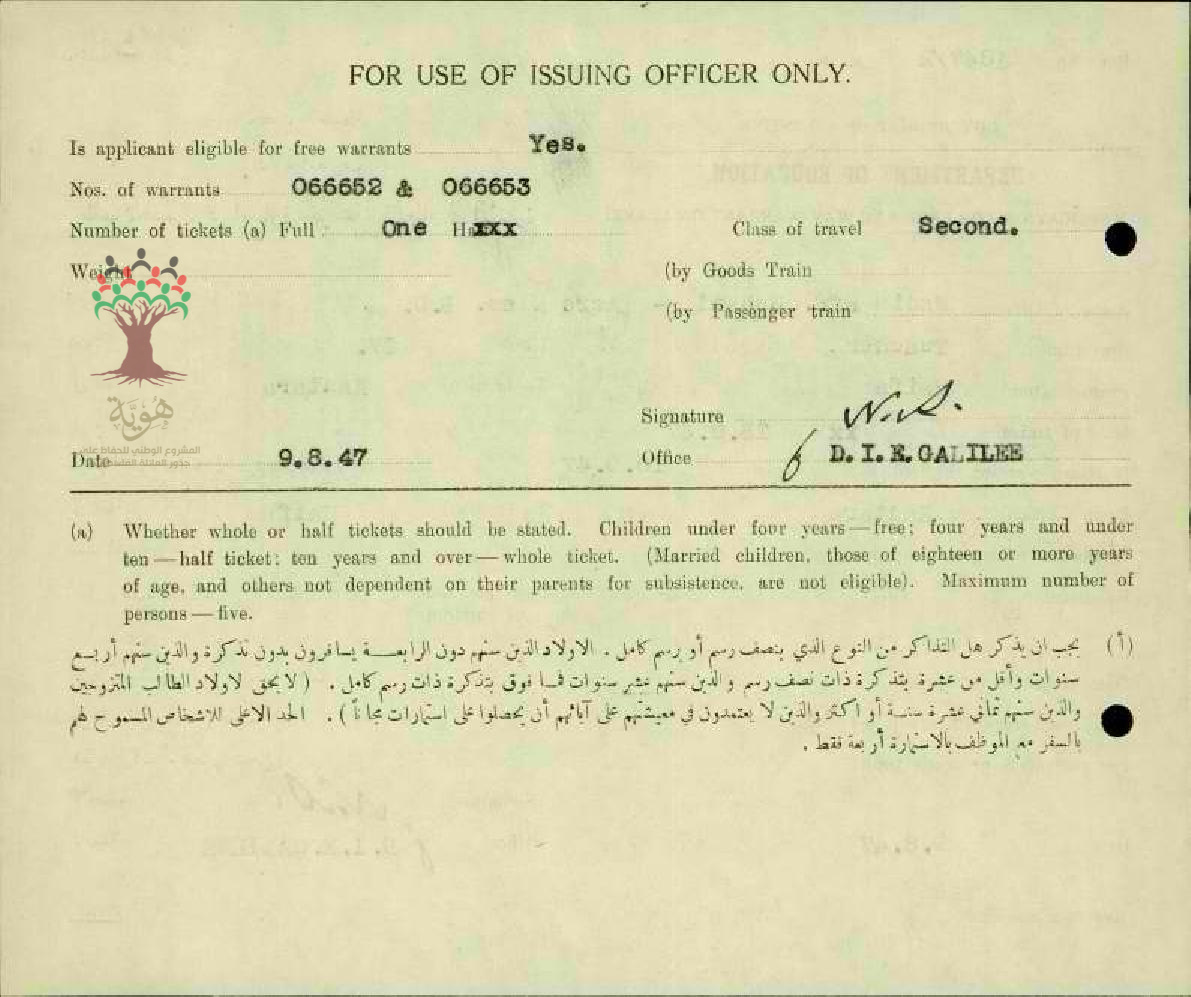 FOR USE OF ISSUING OFFICER ONLY.
Is applicant eligible for free warrants Yes.
Nos. of warrants 066652 & 066653
Number of tickets (a) Full One Haxxx Class of travel Second.
Weight (by Goods Train
(by Passenger train
هوية
Signature N.S.
المشروع الوطني للحفاظ على
Date 9.8.47 Office D. I. E. GALILEE
(a) Whether whole or half tickets should be stated. Children under four years — free; four years and under
ten — half ticket; ten years and over — whole ticket. (Married children, those of eighteen or more years
of age, and others not dependent on their parents for subsistence, are not eligible). Maximum number of
persons — five.
(أ) يجب ان يذكر هل التذاكر من النوع الذي بنصف رسم أو رسم كامل . الاولاد الذين سنهم دون الرابعة يسافرون بدون تذكرة والذين سنهم أربع
سنوات وأقل من عشرة بتذكرة ذات نصف رسم والذين سنهم عشر سنوات فما فوق بتذكرة ذات رسم كامل . ( لا يحق لاولاد الطالب المتزوجين
والذين سنهم ثماني عشرة سنة أو اكثر والذين لا يعتمدون في معيشتهم على آبائهم أن يحصلوا على استمارات مجاناً ) . الحد الاعلى للاشخاص المسموح لهم
بالسفر مع الموظف بالاستمارة أربعة فقط .